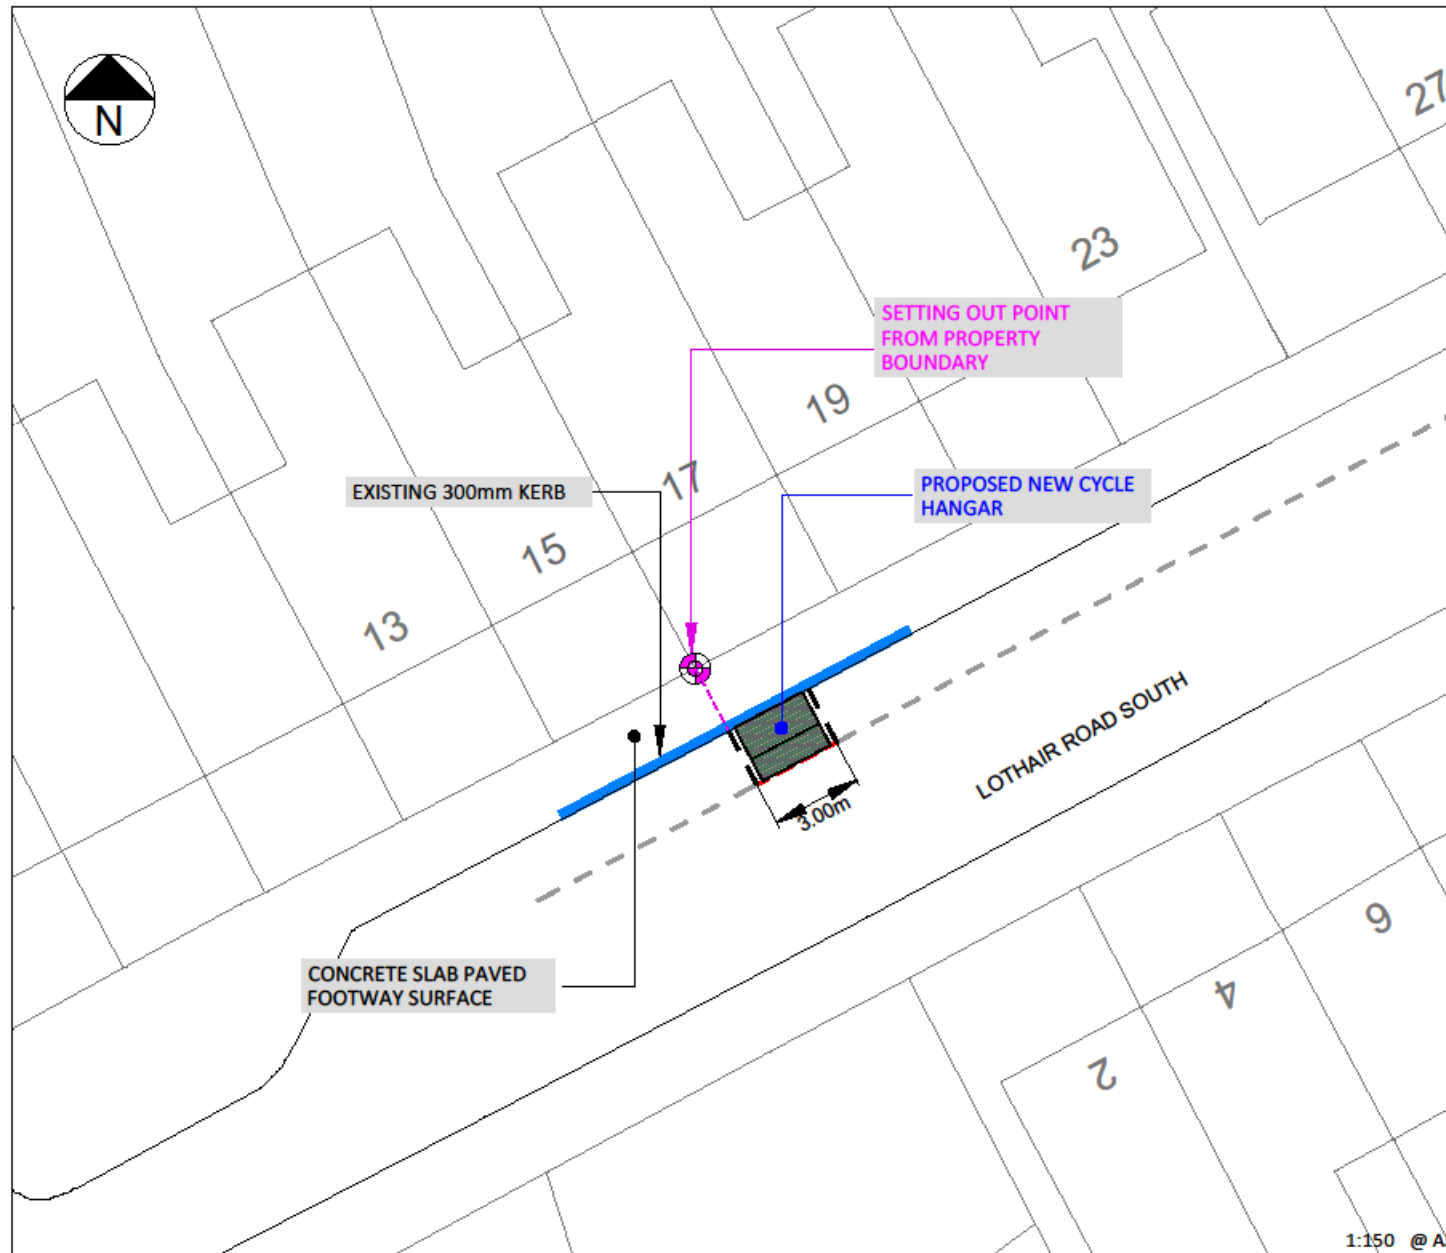 N
27
23
SETTING OUT POINT
FROM PROPERTY
BOUNDARY
19
17
EXISTING 300mm KERB
PROPOSED NEW CYCLE
HANGAR
15
13
LOTHAIR ROAD SOUTH
3.00m
CONCRETE SLAB PAVED
FOOTWAY SURFACE
6
4
2
1:150 @ A